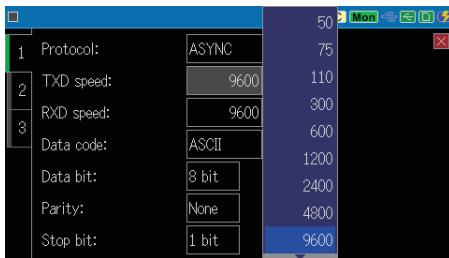 C Mon
1 Protocol: ASYNC
2 TXD speed: 9600
RXD speed: 9600
3
Data code: ASCII
Data bit: 8 bit
Parity: None
Stop bit: 1 bit
50
75
110
300
600
1200
2400
4800
9600